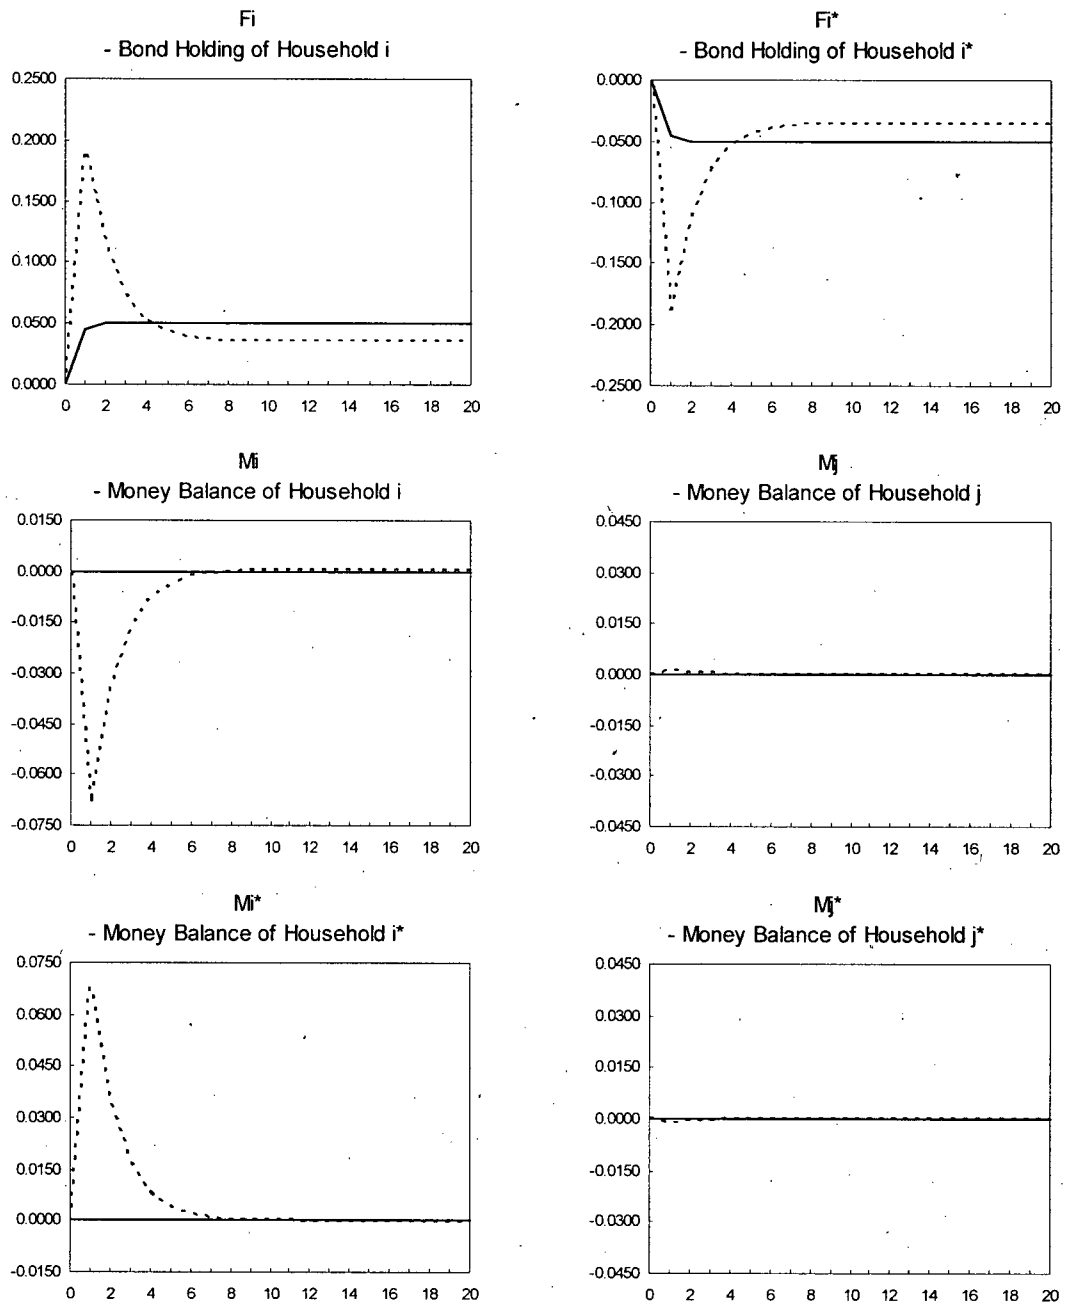 Fi
- Bond Holding of Household i
0.2500
0.2000
0.1500
0.1000
0.0500
0.0000
0 2 4 6 8 10 12 14 16 18 20
Fi*
- Bond Holding of Household i*
0.0000
-0.0500
-0.1000
-0.1500
-0.2000
-0.2500
0 2 4 6 8 10 12 14 16 18 20
Mi
- Money Balance of Household i
0.0150
0.0000
-0.0150
-0.0300
-0.0450
-0.0600
-0.0750
0 2 4 6 8 10 12 14 16 18 20
Mj
- Money Balance of Household j
0.0450
0.0300
0.0150
0.0000
-0.0150
-0.0300
-0.0450
0 2 4 6 8 10 12 14 16 18 20
Mi*
- Money Balance of Household i*
0.0750
0.0600
0.0450
0.0300
0.0150
0.0000
-0.0150
0 2 4 6 8 10 12 14 16 18 20
Mj*
- Money Balance of Household j*
0.0450
0.0300
0.0150
0.0000
-0.0150
-0.0300
-0.0450
0 2 4 6 8 10 12 14 16 18 20